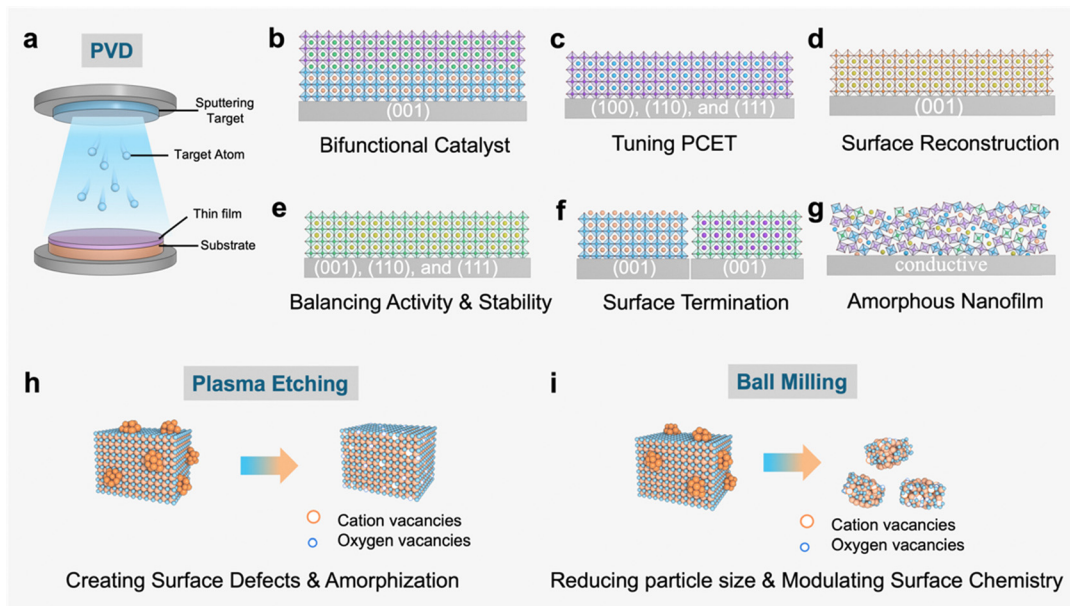 a
PVD
Sputtering
Target
Target Atom
Thin film
Substrate
b
(001)
Bifunctional Catalyst
c
(100), (110), and (111)
Tuning PCET
d
(001)
Surface Reconstruction
e
(001), (110), and (111)
Balancing Activity & Stability
f
(001)
(001)
Surface Termination
g
conductive
Amorphous Nanofilm
h
Plasma Etching
Cation vacancies
Oxygen vacancies
Creating Surface Defects & Amorphization
i
Ball Milling
Cation vacancies
Oxygen vacancies
Reducing particle size & Modulating Surface Chemistry